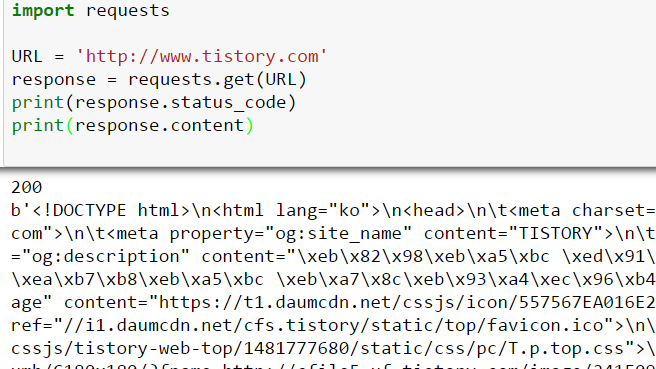 import requests
URL = 'http://www.tistory.com'
response = requests.get(URL)
print(response.status_code)
print(response.content)
200
b'<!DOCTYPE html>\n<html lang="ko">\n<head>\n\t<meta charset=
com">\n\t<meta property="og:site_name" content="TISTORY">\n\t
="og:description" content="\xeb\x82\x98\xeb\xa5\xbc \xed\x91\
\xea\xb7\xb8\xeb\xa5\xbc \xeb\xa7\x8c\xeb\x93\xa4\xec\x96\xb4
age" content="https://t1.daumcdn.net/cssjs/icon/557567EA016E2
ref="//i1.daumcdn.net/cfs.tistory/static/top/favicon.ico">\n\
cssjs/tistory-web-top/1481777680/static/css/pc/T.p.top.css">\